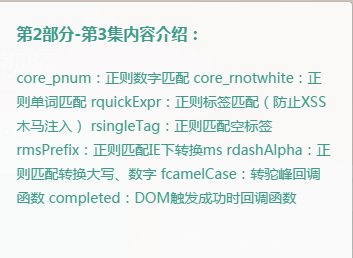 第2部分-第3集内容介绍：
core_pnum：正则数字匹配 core_rnotwhite：正
则单词匹配 rquickExpr：正则标签匹配（防止XSS
木马注入） rsingleTag：正则匹配空标签
rmsPrefix：正则匹配IE下转换ms rdashAlpha：正
则匹配转换大写、数字 fcamelCase：转驼峰回调
函数 completed：DOM触发成功时回调函数